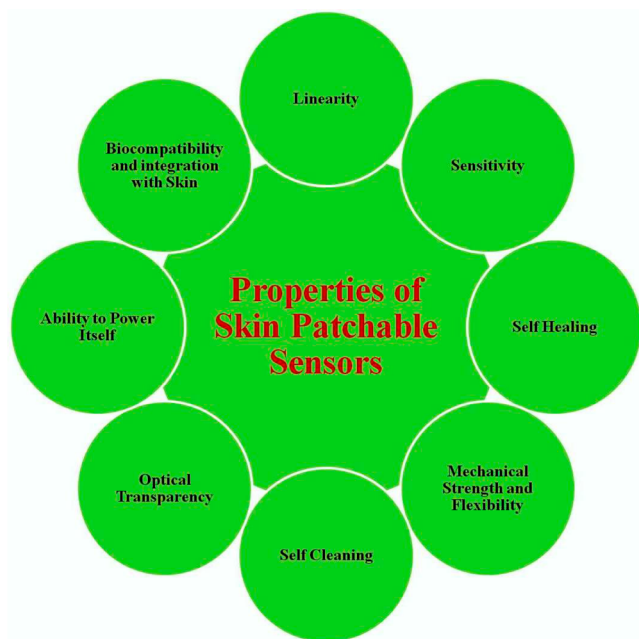 Properties of
Skin Patchable
Sensors
Linearity
Sensitivity
Self Healing
Mechanical
Strength and
Flexibility
Self Cleaning
Optical
Transparency
Ability to Power
Itself
Biocompatibility
and integration
with Skin